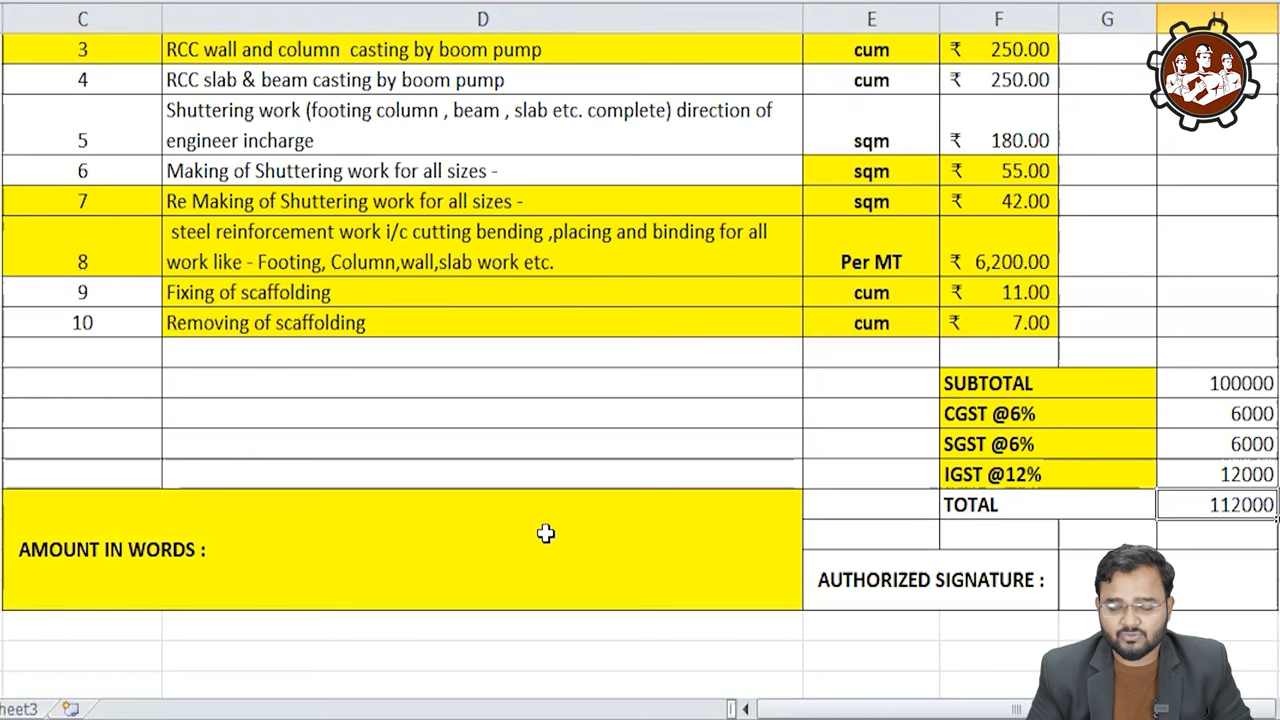 C D E F G H
3 RCC wall and column casting by boom pump cum ₹ 250.00
4 RCC slab & beam casting by boom pump cum ₹ 250.00
Shuttering work (footing column , beam , slab etc. complete) direction of
5 engineer incharge sqm ₹ 180.00
6 Making of Shuttering work for all sizes - sqm ₹ 55.00
7 Re Making of Shuttering work for all sizes - sqm ₹ 42.00
steel reinforcement work i/c cutting bending ,placing and binding for all
8 work like - Footing, Column,wall,slab work etc. Per MT ₹ 6,200.00
9 Fixing of scaffolding cum ₹ 11.00
10 Removing of scaffolding cum ₹ 7.00
SUBTOTAL 100000
CGST @6% 6000
SGST @6% 6000
IGST @12% 12000
TOTAL 112000
AMOUNT IN WORDS :
AUTHORIZED SIGNATURE :
heet3